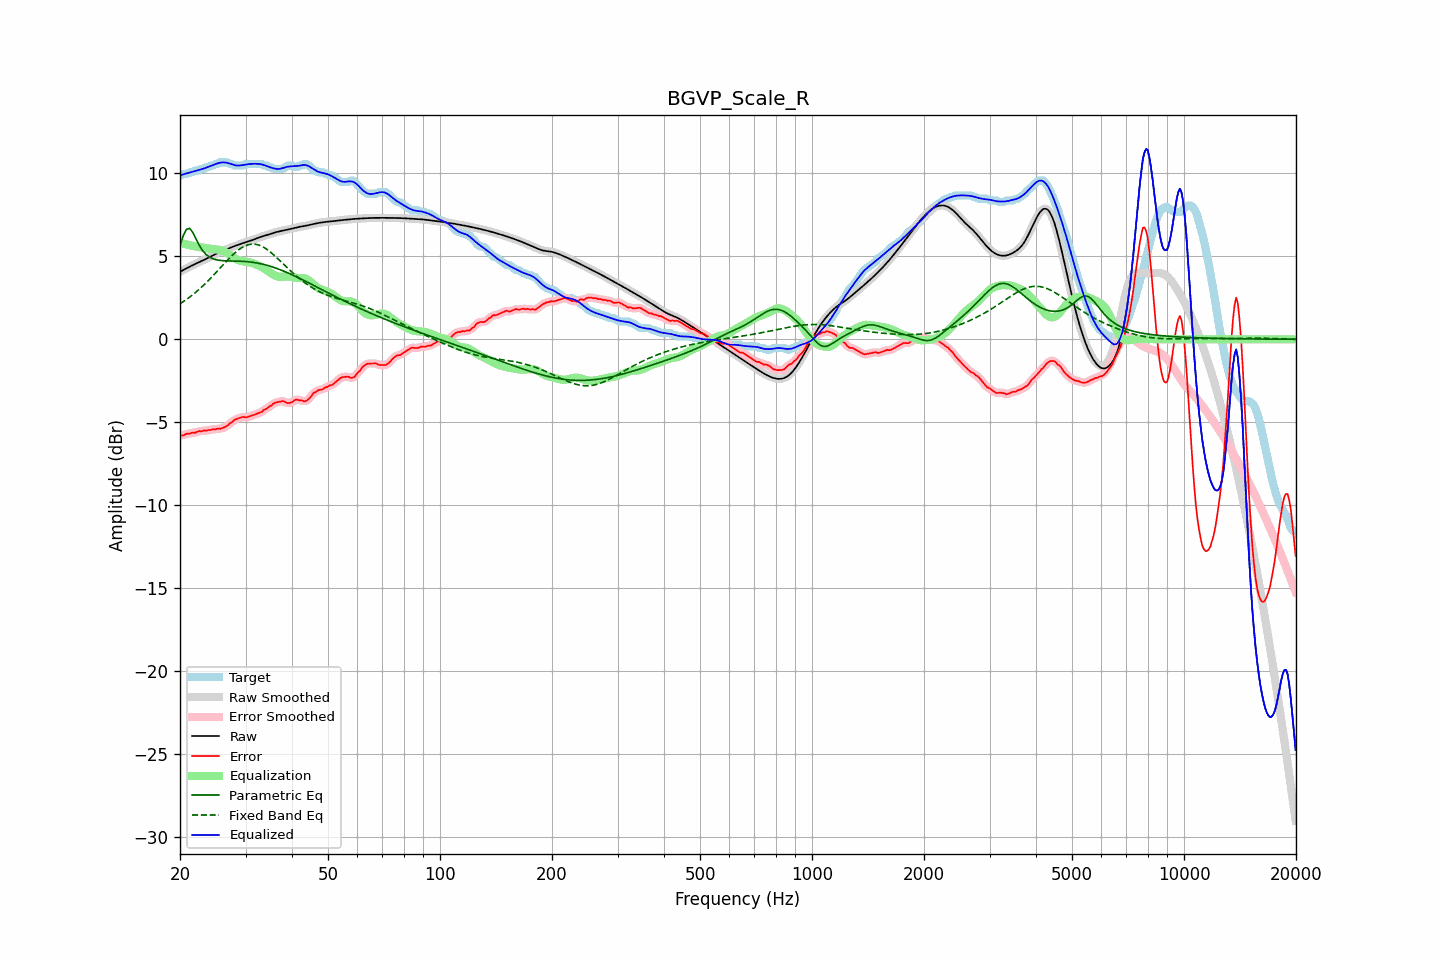 BGVP_Scale_R
Amplitude (dBr)
10
5
0
−5
−10
−15
−20
−25
−30
Target
Raw Smoothed
Error Smoothed
Raw
Error
Equalization
Parametric Eq
Fixed Band Eq
Equalized
20 50 100 200 500 1000 2000 5000 10000 20000
Frequency (Hz)